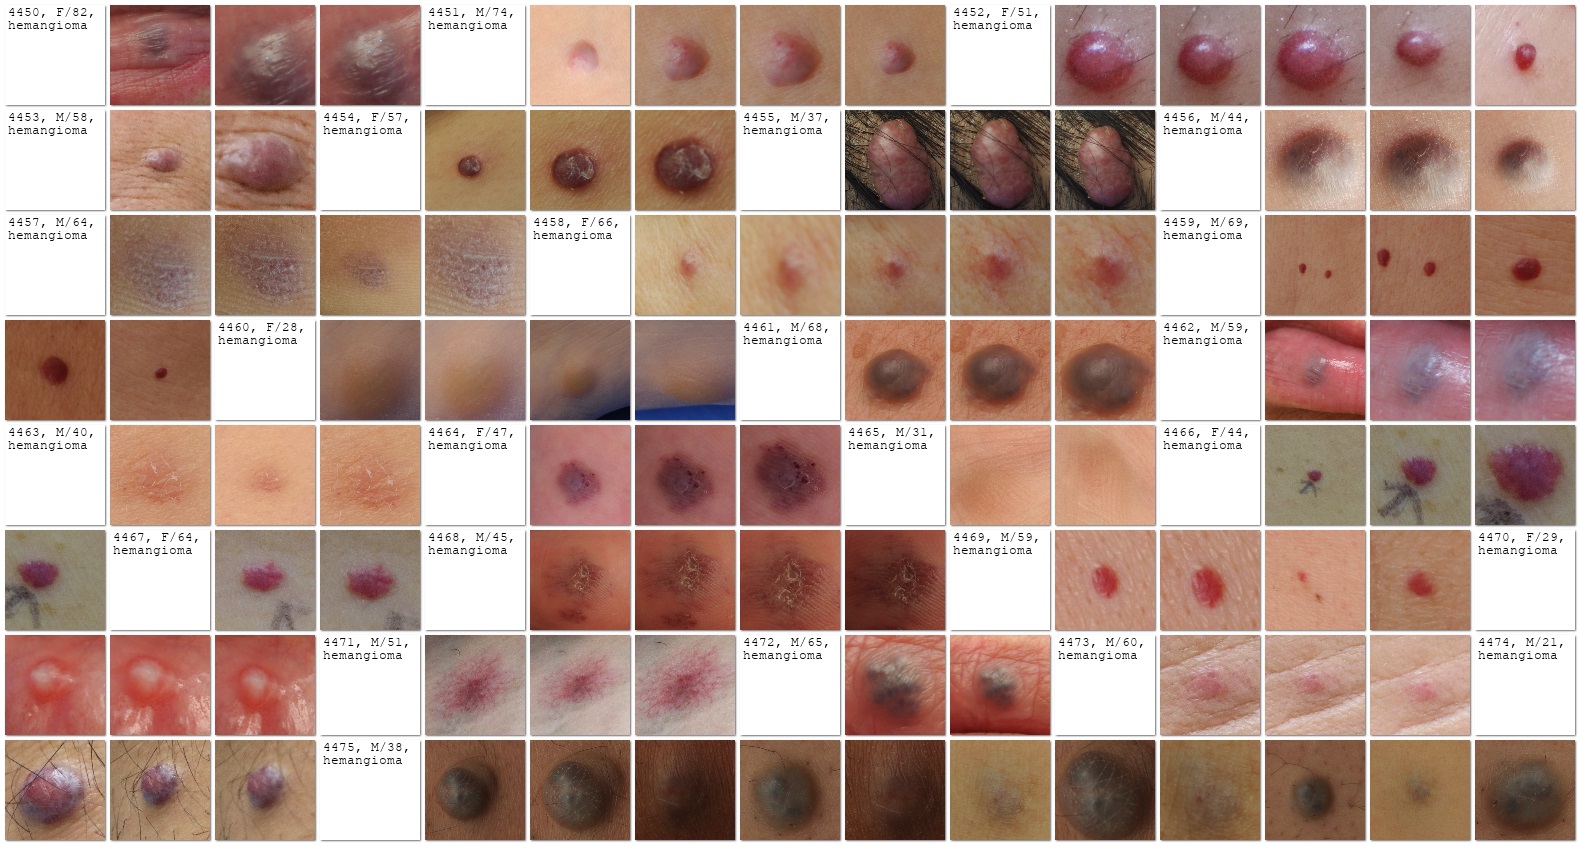 4450, F/82,
hemangioma
4451, M/74,
hemangioma
4452, F/51,
hemangioma
4453, M/58,
hemangioma
4454, F/57,
hemangioma
4455, M/37,
hemangioma
4456, M/44,
hemangioma
4457, M/64,
hemangioma
4458, F/66,
hemangioma
4459, M/69,
hemangioma
4460, F/28,
hemangioma
4461, M/68,
hemangioma
4462, M/59,
hemangioma
4463, M/40,
hemangioma
4464, F/47,
hemangioma
4465, M/31,
hemangioma
4466, F/44,
hemangioma
4467, F/64,
hemangioma
4468, M/45,
hemangioma
4469, M/59,
hemangioma
4470, F/29,
hemangioma
4471, M/51,
hemangioma
4472, M/65,
hemangioma
4473, M/60,
hemangioma
4474, M/21,
hemangioma
4475, M/38,
hemangioma